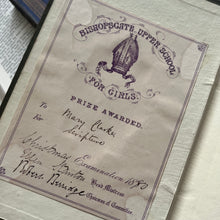 BISHOPSGATE UPPER SCHOOL
FOR GIRLS.
PRIZE AWARDED.
To Mary Clarke
For Scripture
Christmas Examination 1890
Head Mistress
Chairman of Committee